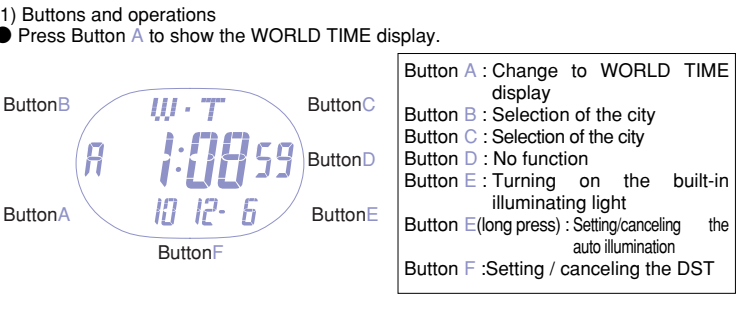 1) Buttons and operations
● Press Button A to show the WORLD TIME display.
ButtonB
ButtonC
W·T
A 1:08 59
ButtonD
ButtonA
10 12- 6
ButtonE
ButtonF
Button A : Change to WORLD TIME
display
Button B : Selection of the city
Button C : Selection of the city
Button D : No function
Button E : Turning on the built-in
illuminating light
Button E(long press) : Setting/canceling the
auto illumination
Button F :Setting / canceling the DST